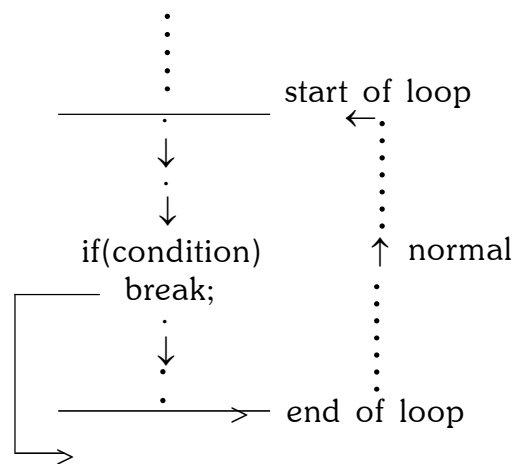 start of loop
if(condition)
normal
break;
end of loop